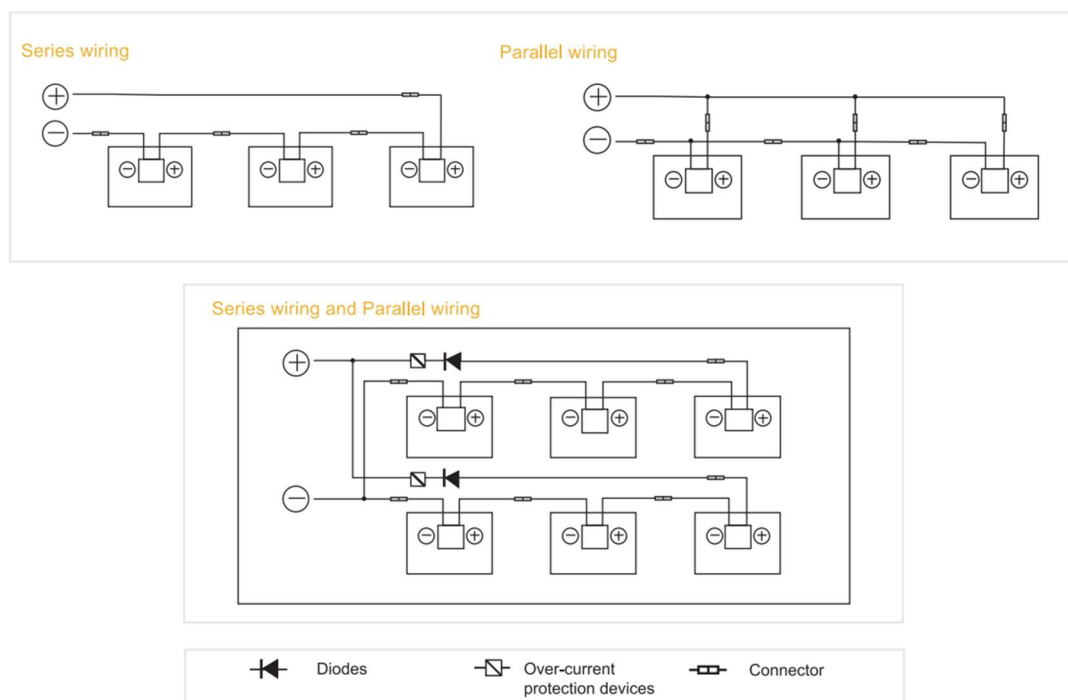 Series wiring
Parallel wiring
Series wiring and Parallel wiring
Diodes
Over-current
protection devices
Connector